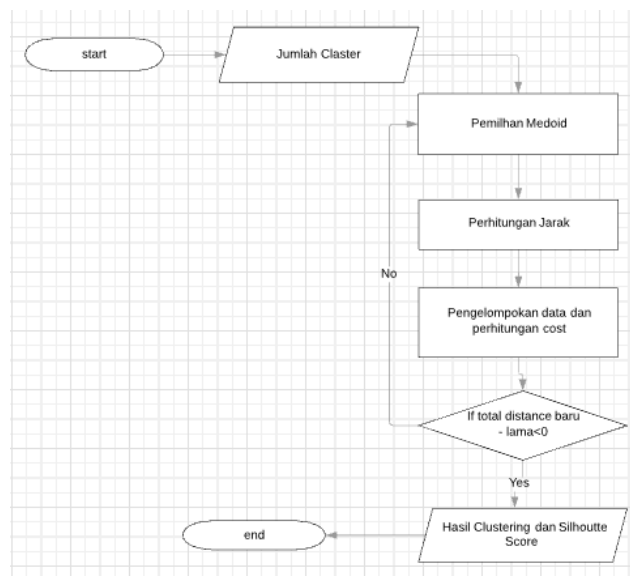 start
Jumlah Claster
Pemilhan Medoid
Perhitungan Jarak
No
Pengelompokan data dan
perhitungan cost
If total distance baru
- lama<0
Yes
Hasil Clustering dan Silhoutte
Score
end